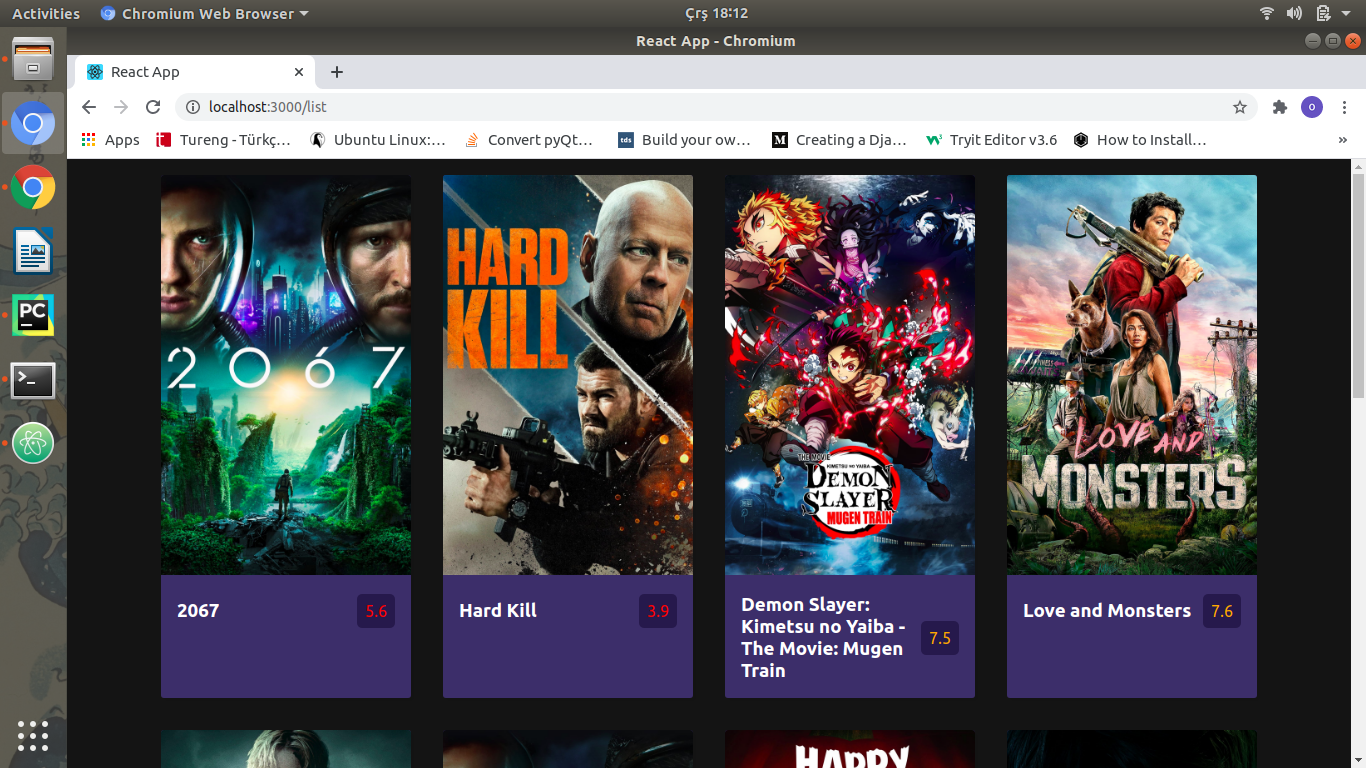 Activities
Chromium Web Browser
Çrş 18:12
React App - Chromium
React App
localhost:3000/list
O
Apps
Tureng - Türkç…
Ubuntu Linux:…
Convert pyQt…
tds
Build your ow…
M
Creating a Dja…
Tryit Editor v3.6
How to Install…
»
PC
2067
HARD
KILL
THE MOVIE
KIMETSU NO YAIBA
DEMON
SLAYER
MUGEN TRAIN
LOVE AND
MONSTERS
2067
5.6
Hard Kill
3.9
Demon Slayer:
Kimetsu no Yaiba -
The Movie: Mugen
Train
7.5
Love and Monsters
7.6
HAPPY